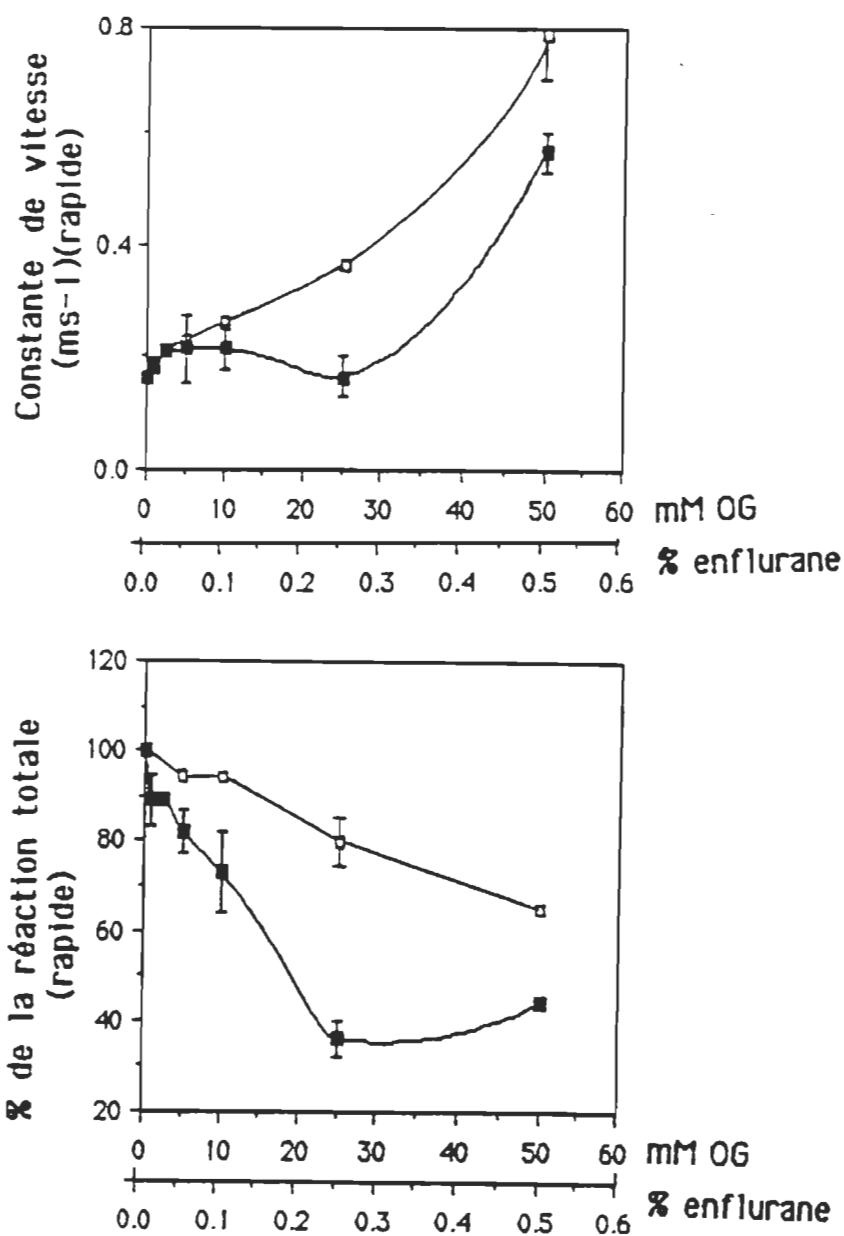 Constante de vitesse
(ms-1)(rapide)
0.8
0.4
0.0
0 10 20 30 40 50 60 mM OG
0.0 0.1 0.2 0.3 0.4 0.5 0.6 % enflurane
% de la réaction totale
(rapide)
120
100
80
60
40
20
0 10 20 30 40 50 60 mM OG
0.0 0.1 0.2 0.3 0.4 0.5 0.6 % enflurane